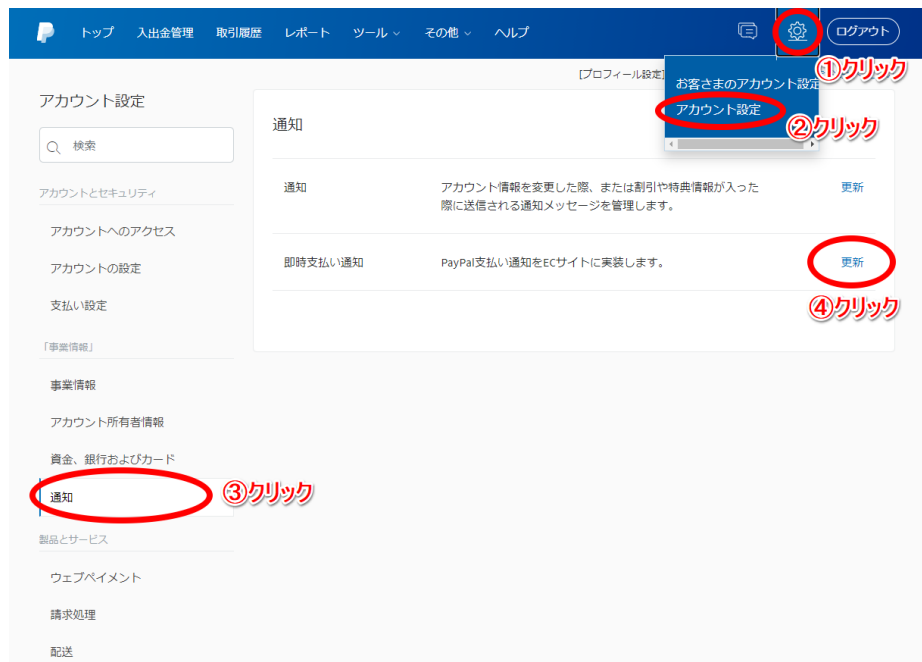 トップ 入出金管理 取引履歴 レポート ツール その他 ヘルプ ログアウト
①クリック
[プロフィール設定]
お客さまのアカウント設定
アカウント設定
②クリック
アカウント設定
検索
アカウントとセキュリティ
アカウントへのアクセス
アカウントの設定
支払い設定
「事業情報」
事業情報
アカウント所有者情報
資金、銀行およびカード
通知
③クリック
製品とサービス
ウェブペイメント
請求処理
配送
通知
通知 アカウント情報を変更した際、または割引や特典情報が入った 更新
際に送信される通知メッセージを管理します。
即時支払い通知 PayPal支払い通知をECサイトに実装します。 更新
④クリック